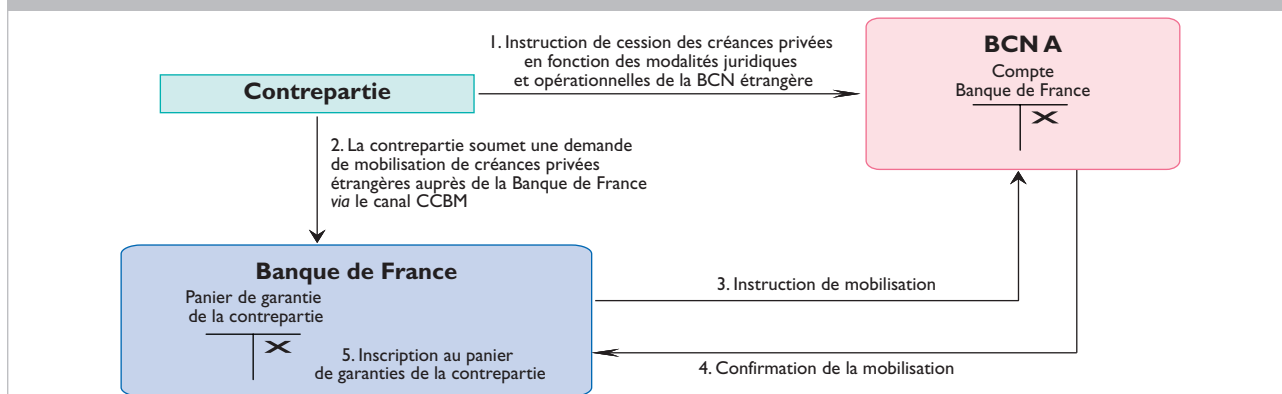 1. Instruction de cession des créances privées
en fonction des modalités juridiques
et opérationnelles de la BCN étrangère
BCN A
Compte
Banque de France
Contrepartie
2. La contrepartie soumet une demande
de mobilisation de créances privées
étrangères auprès de la Banque de France
via le canal CCBM
Banque de France
Panier de garantie
de la contrepartie
3. Instruction de mobilisation
5. Inscription au panier
de garanties de la contrepartie
4. Confirmation de la mobilisation